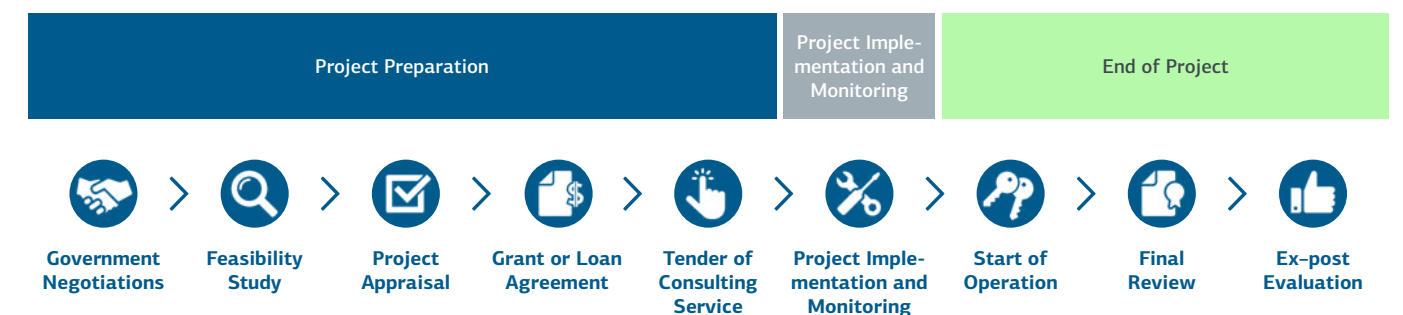 Project Preparation
Project Imple-
mentation and
Monitoring
End of Project
$
Government
Negotiations
Feasibility
Study
Project
Appraisal
Grant or Loan
Agreement
Tender of
Consulting
Service
Project Imple-
mentation and
Monitoring
Start of
Operation
Final
Review
Ex-post
Evaluation